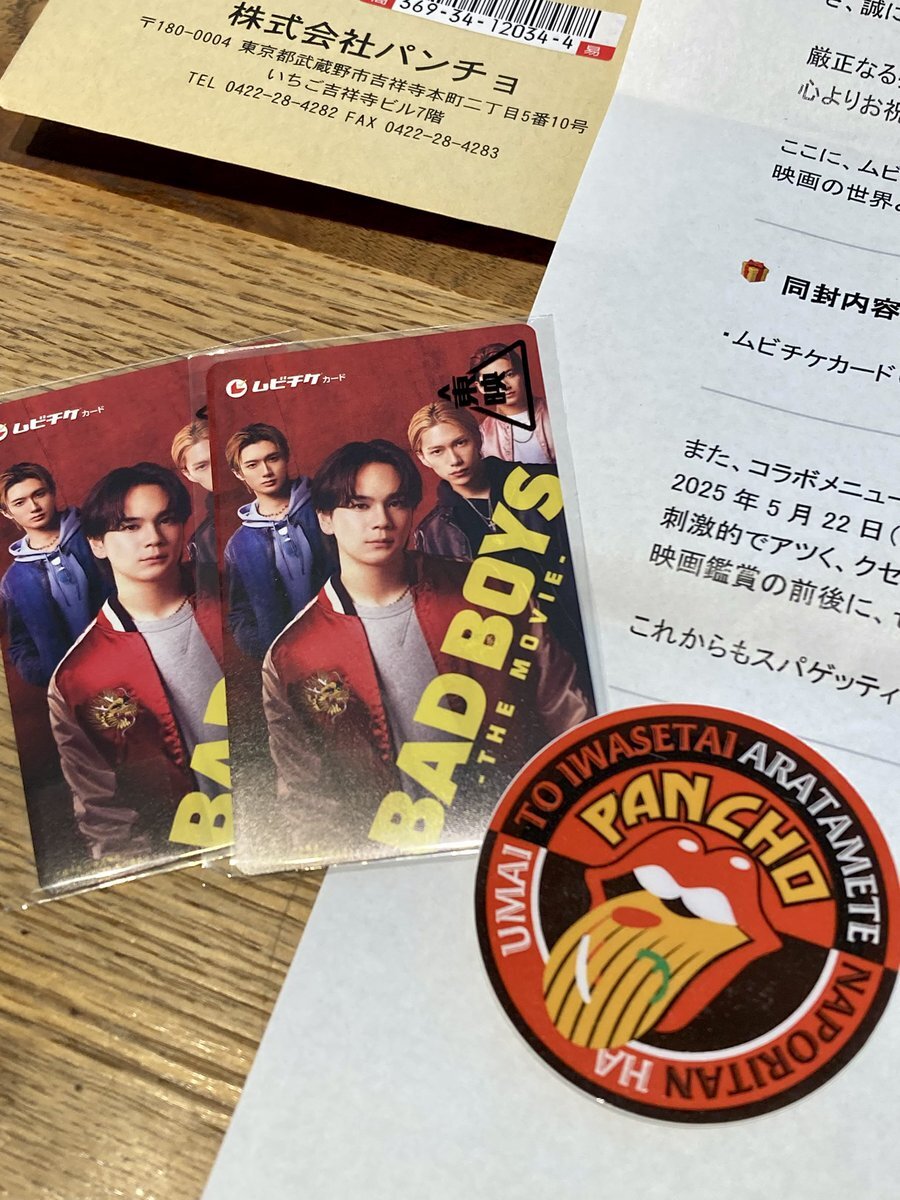 369-34-12034-4
易
株式会社パンチョ
〒180-0004 東京都武蔵野市吉祥寺本町二丁目5番10号
いちご吉祥寺ビル7階
TEL 0422-28-4282 FAX 0422-28-4283
誠に
厳正なる
心よりお祝
ここに、ムビ
映画の世界
同封内容
・ムビチケカード
また、コラボメニュー
2025年5月22日（
刺激的でアツく、クセ
映画鑑賞の前後に、
これからもスパゲッティ
ムビチケカード
BAD
ムビチケカード
東映
BAD BOYS
-THE MOVIE-
PANCHO
UMAI TO IWASETAI ARATAMETE NAPORITAN HA